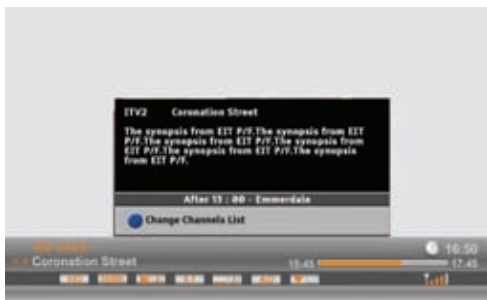 ITV2 Coronation Street
The synopsis from EIT P/F.The synopsis from EIT
P/F.The synopsis from EIT P/F.The synopsis from
EIT P/F.The synopsis from EIT P/F.The synopsis
from EIT P/F.
After 15 : 00 - Emmerdale
Change Channels List
16:50
Coronation Street
15.45
17.45